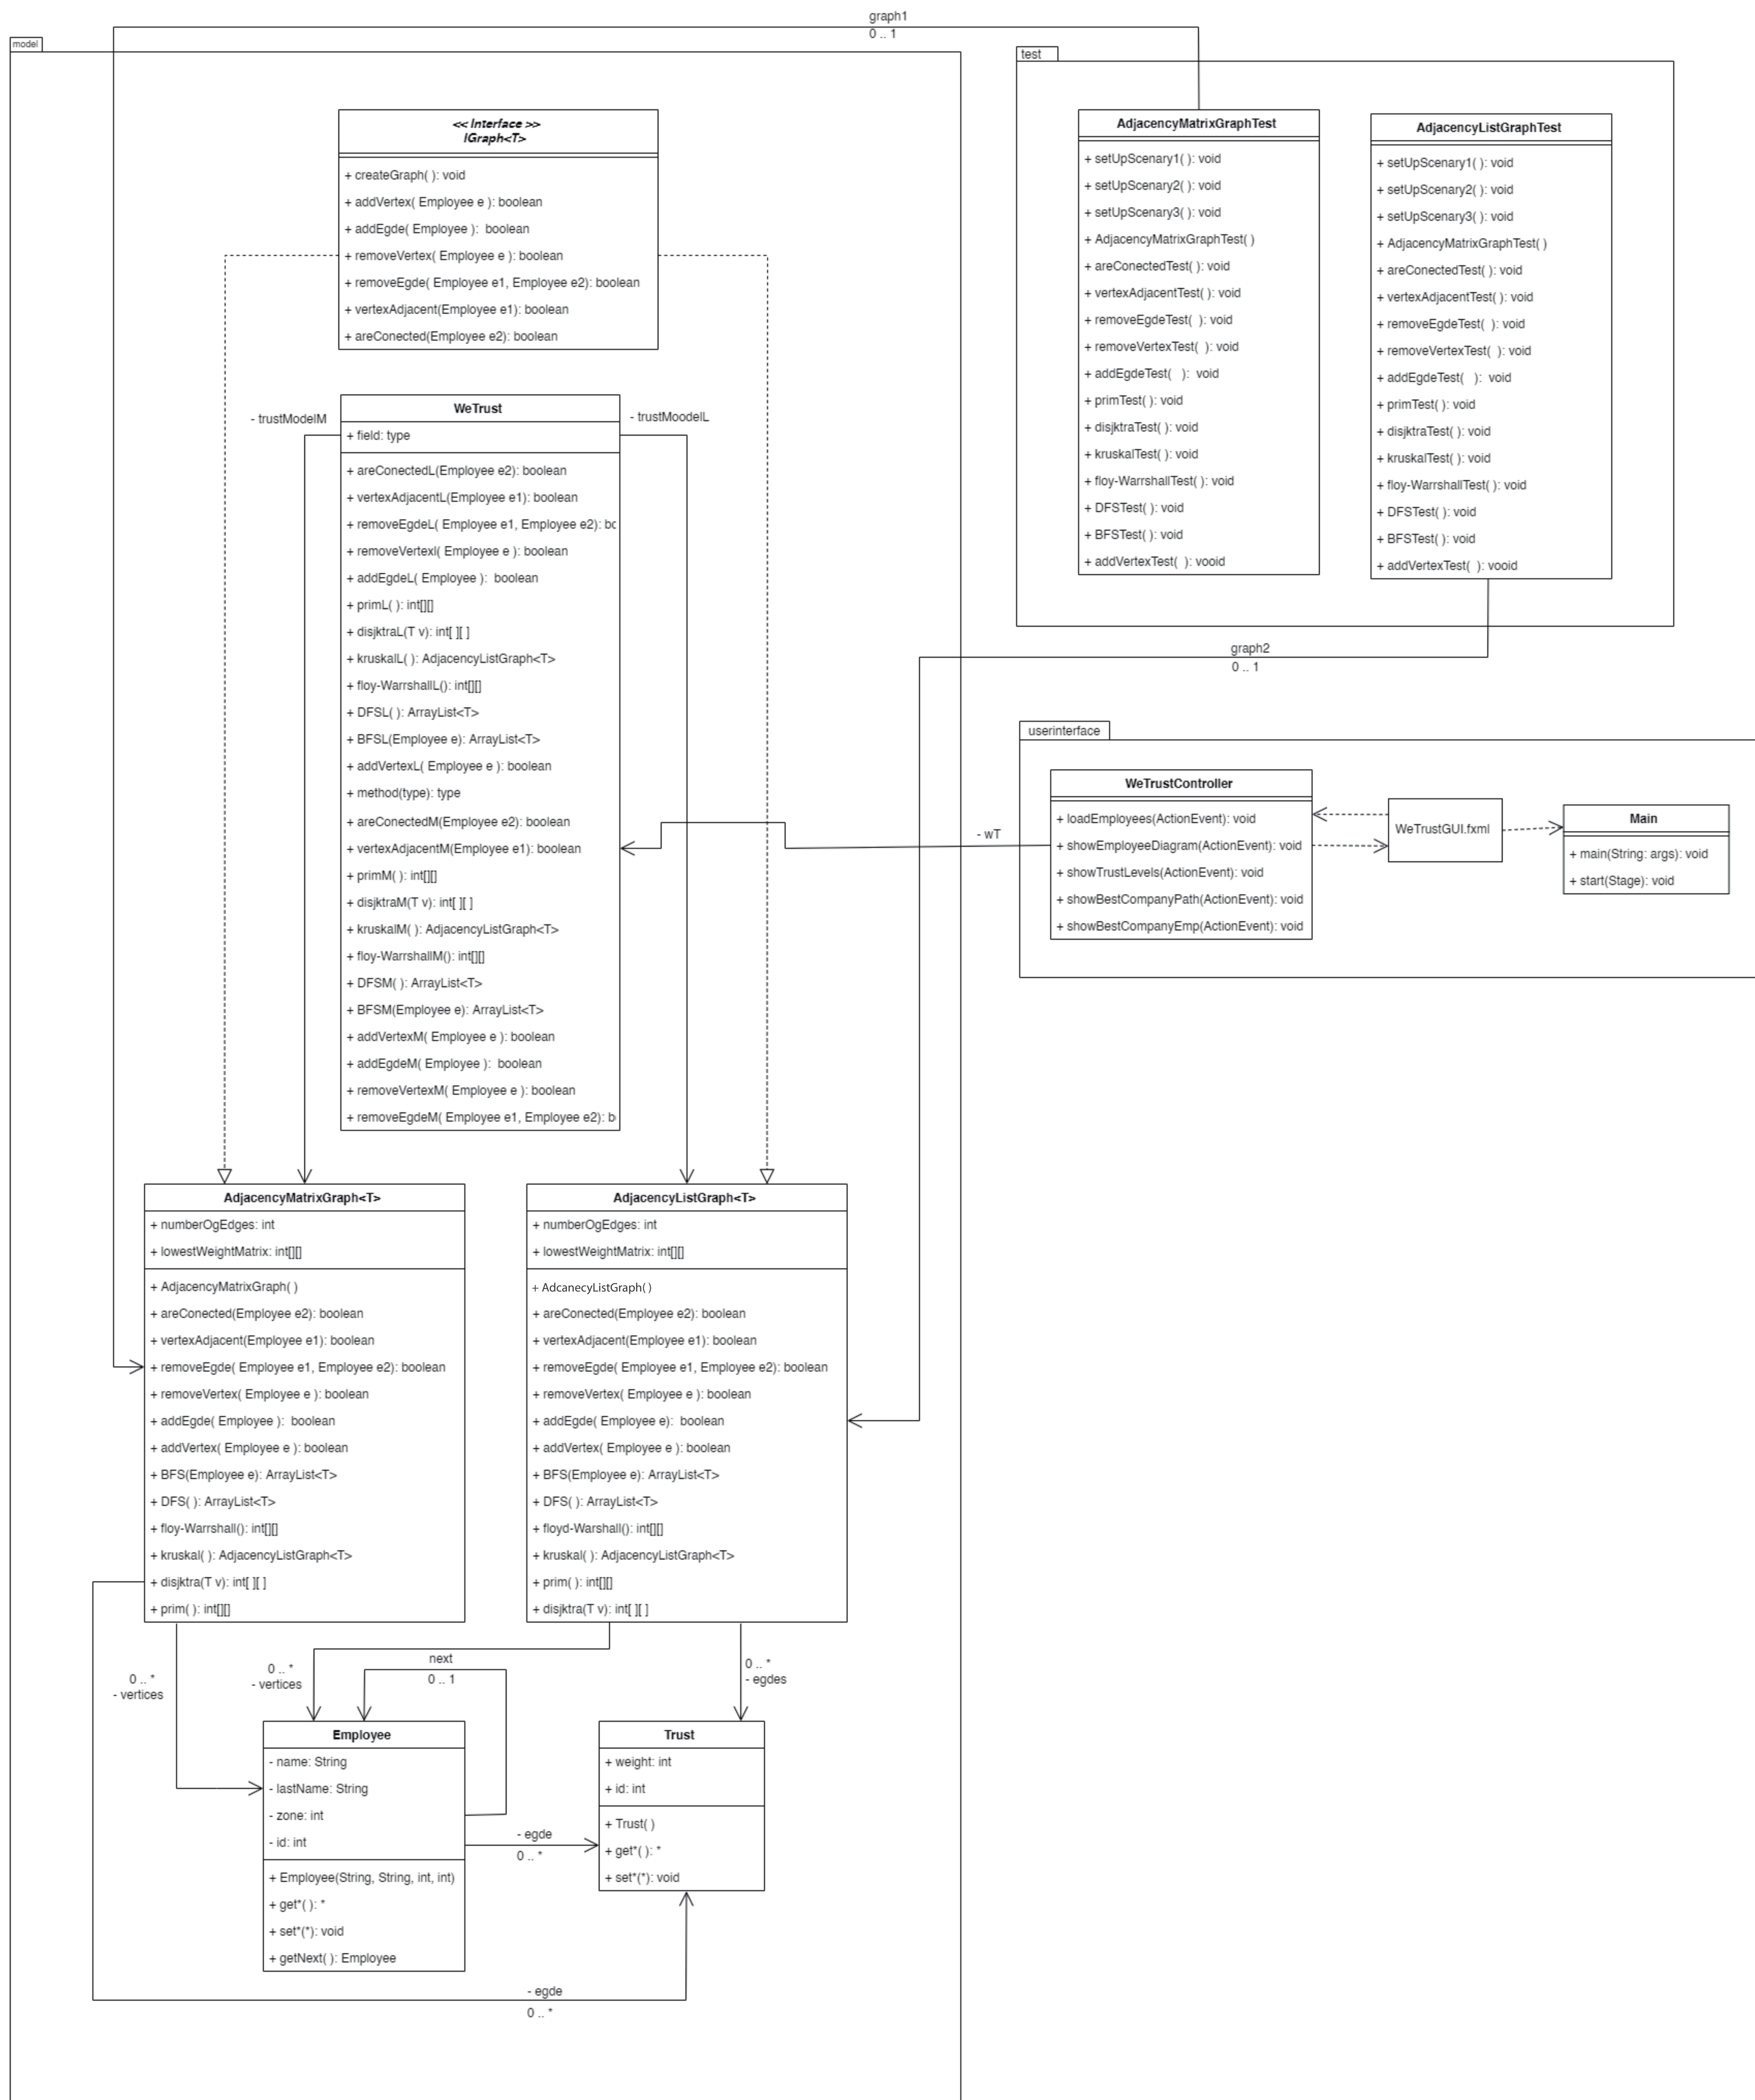 graph1
0 .. 1
model
<< Interface >>
IGraph<T>
+ createGraph( ): void
+ addVertex( Employee e ): boolean
+ addEgde( Employee ):  boolean
+ removeVertex( Employee e ): boolean
+ removeEgde( Employee e1, Employee e2): boolean
+ vertexAdjacent(Employee e1): boolean
+ areConected(Employee e2): boolean
- trustModelM
- trustMoodelL
WeTrust
+ field: type
+ areConectedL(Employee e2): boolean
+ vertexAdjacentL(Employee e1): boolean
+ removeEgdeL( Employee e1, Employee e2): bc
+ removeVertexl( Employee e ): boolean
+ addEgdeL( Employee ):  boolean
+ primL( ): int[][]
+ disjktraL(T v): int[ ][ ]
+ kruskalL( ): AdjacencyListGraph<T>
+ floy-WarrshallL(): int[][]
+ DFSL( ): ArrayList<T>
+ BFSL(Employee e): ArrayList<T>
+ addVertexL( Employee e ): boolean
+ method(type): type
+ areConectedM(Employee e2): boolean
+ vertexAdjacentM(Employee e1): boolean
+ primM( ): int[][]
+ disjktraM(T v): int[ ][ ]
+ kruskalM( ): AdjacencyListGraph<T>
+ floy-WarrshallM(): int[][]
+ DFSM( ): ArrayList<T>
+ BFSM(Employee e): ArrayList<T>
+ addVertexM( Employee e ): boolean
+ addEgdeM( Employee ):  boolean
+ removeVertexM( Employee e ): boolean
+ removeEgdeM( Employee e1, Employee e2): b
test
AdjacencyMatrixGraphTest
+ setUpScenary1( ): void
+ setUpScenary2( ): void
+ setUpScenary3( ): void
+ AdjacencyMatrixGraphTest( )
+ areConectedTest( ): void
+ vertexAdjacentTest( ): void
+ removeEgdeTest(  ): void
+ removeVertexTest(  ): void
+ addEgdeTest(   ):  void
+ primTest( ): void
+ disjktraTest( ): void
+ kruskalTest( ): void
+ floy-WarrshallTest( ): void
+ DFSTest( ): void
+ BFSTest( ): void
+ addVertexTest(  ): vooid
AdjacencyListGraphTest
+ setUpScenary1( ): void
+ setUpScenary2( ): void
+ setUpScenary3( ): void
+ AdjacencyMatrixGraphTest( )
+ areConectedTest( ): void
+ vertexAdjacentTest( ): void
+ removeEgdeTest(  ): void
+ removeVertexTest(  ): void
+ addEgdeTest(   ):  void
+ primTest( ): void
+ disjktraTest( ): void
+ kruskalTest( ): void
+ floy-WarrshallTest( ): void
+ DFSTest( ): void
+ BFSTest( ): void
+ addVertexTest(  ): vooid
graph2
0 .. 1
userinterface
- wT
WeTrustController
+ loadEmployees(ActionEvent): void
+ showEmployeeDiagram(ActionEvent): void
+ showTrustLevels(ActionEvent): void
+ showBestCompanyPath(ActionEvent): void
+ showBestCompanyEmp(ActionEvent): void
WeTrustGUI.fxml
Main
+ main(String: args): void
+ start(Stage): void
AdjacencyMatrixGraph<T>
+ numberOgEdges: int
+ lowestWeightMatrix: int[][]
+ AdjacencyMatrixGraph( )
+ areConected(Employee e2): boolean
+ vertexAdjacent(Employee e1): boolean
+ removeEgde( Employee e1, Employee e2): boolean
+ removeVertex( Employee e ): boolean
+ addEgde( Employee ):  boolean
+ addVertex( Employee e ): boolean
+ BFS(Employee e): ArrayList<T>
+ DFS( ): ArrayList<T>
+ floy-Warrshall(): int[][]
+ kruskal( ): AdjacencyListGraph<T>
+ disjktra(T v): int[ ][ ]
+ prim( ): int[][]
AdjacencyListGraph<T>
+ numberOgEdges: int
+ lowestWeightMatrix: int[][]
+ AdcanecyListGraph( )
+ areConected(Employee e2): boolean
+ vertexAdjacent(Employee e1): boolean
+ removeEgde( Employee e1, Employee e2): boolean
+ removeVertex( Employee e ): boolean
+ addEgde( Employee e):  boolean
+ addVertex( Employee e ): boolean
+ BFS(Employee e): ArrayList<T>
+ DFS( ): ArrayList<T>
+ floyd-Warshall(): int[][]
+ kruskal( ): AdjacencyListGraph<T>
+ prim( ): int[][]
+ disjktra(T v): int[ ][ ]
0 .. *
- vertices
0 .. *
- vertices
next
0 .. 1
0 .. *
- egdes
Employee
- name: String
- lastName: String
- zone: int
- id: int
+ Employee(String, String, int, int)
+ get*( ): *
+ set*(*): void
+ getNext( ): Employee
- egde
0 .. *
Trust
+ weight: int
+ id: int
+ Trust( )
+ get*( ): *
+ set*(*): void
- egde
0 .. *